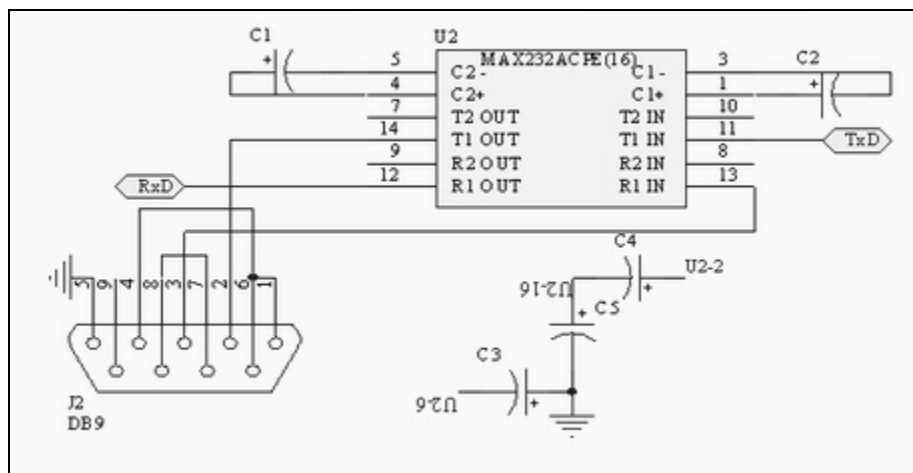 C1
U2
MAX232ACPE(16)
C2
5
C2-
C1-
3
4
C2+
C1+
1
7
T2 OUT
T2 IN
10
14
T1 OUT
T1 IN
11
TxD
9
R2 OUT
R2 IN
8
12
R1 OUT
R1 IN
13
RxD
C4
U2-2
U2-16
C5
5
9
4
8
3
7
2
6
1
C3
U2-6
J2
DB9